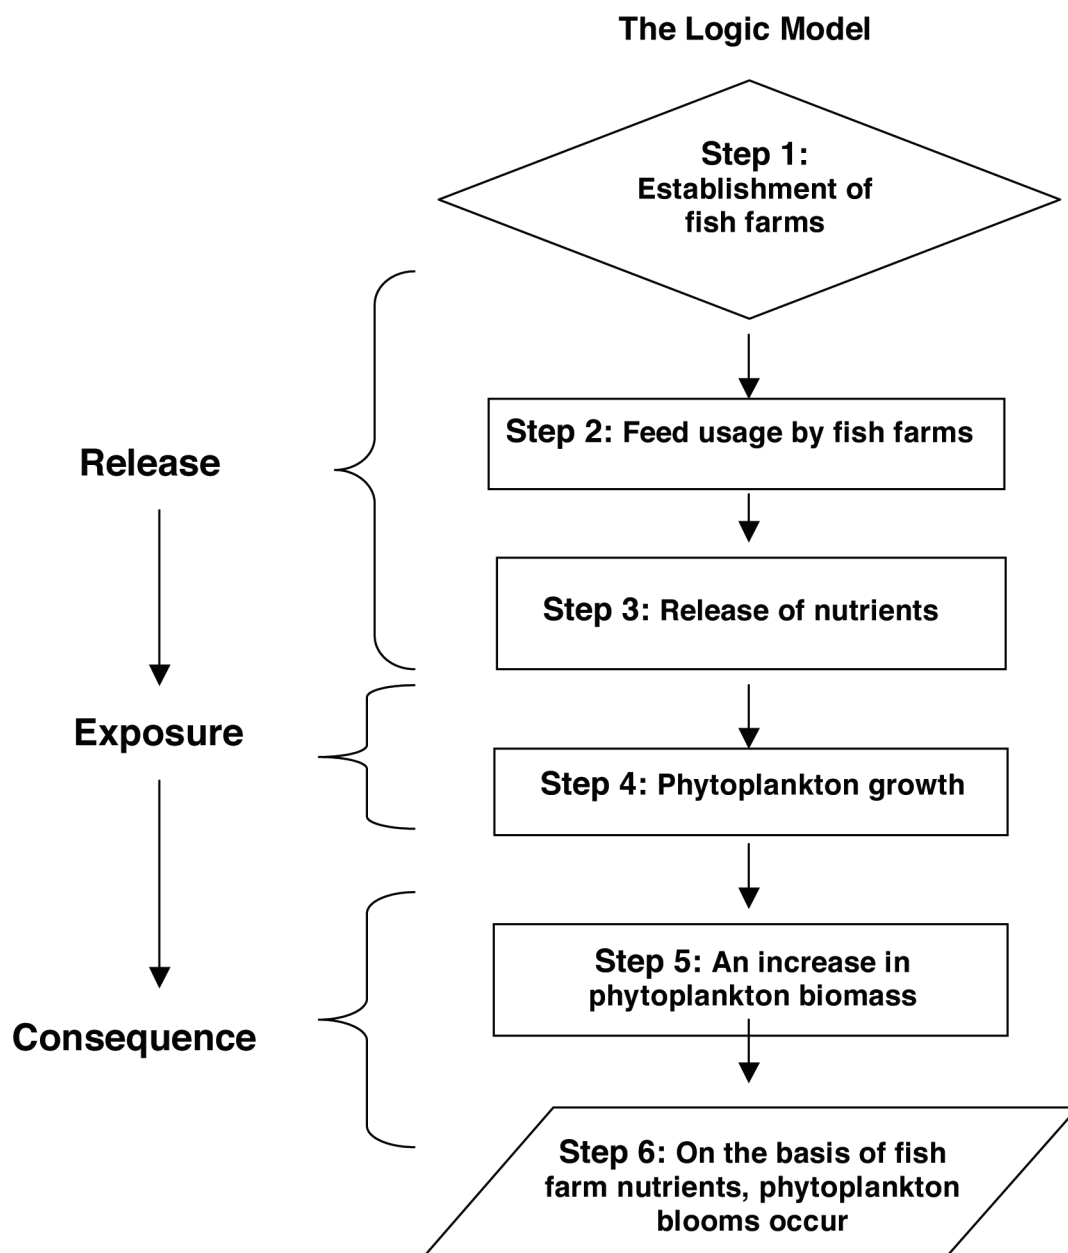 The Logic Model
Step 1:
Establishment of
fish farms
Step 2: Feed usage by fish farms
Release
Step 3: Release of nutrients
Exposure
Step 4: Phytoplankton growth
Step 5: An increase in
phytoplankton biomass
Consequence
Step 6: On the basis of fish
farm nutrients, phytoplankton
blooms occur